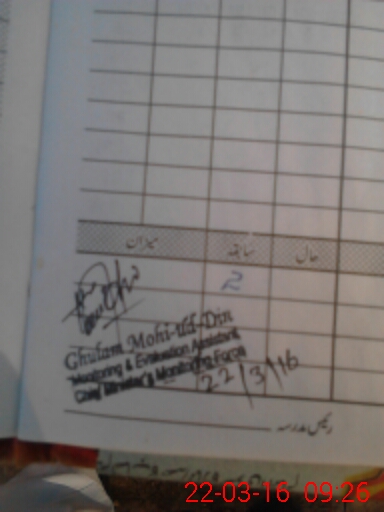 حال سابقہ میزان
2
Ghulam Mohi-ud-Din
Monitoring & Evaluation Assistant
Chief Minister's Monitoring Force
22/3/16
رئیس مدرسہ
22-03-16 09:26